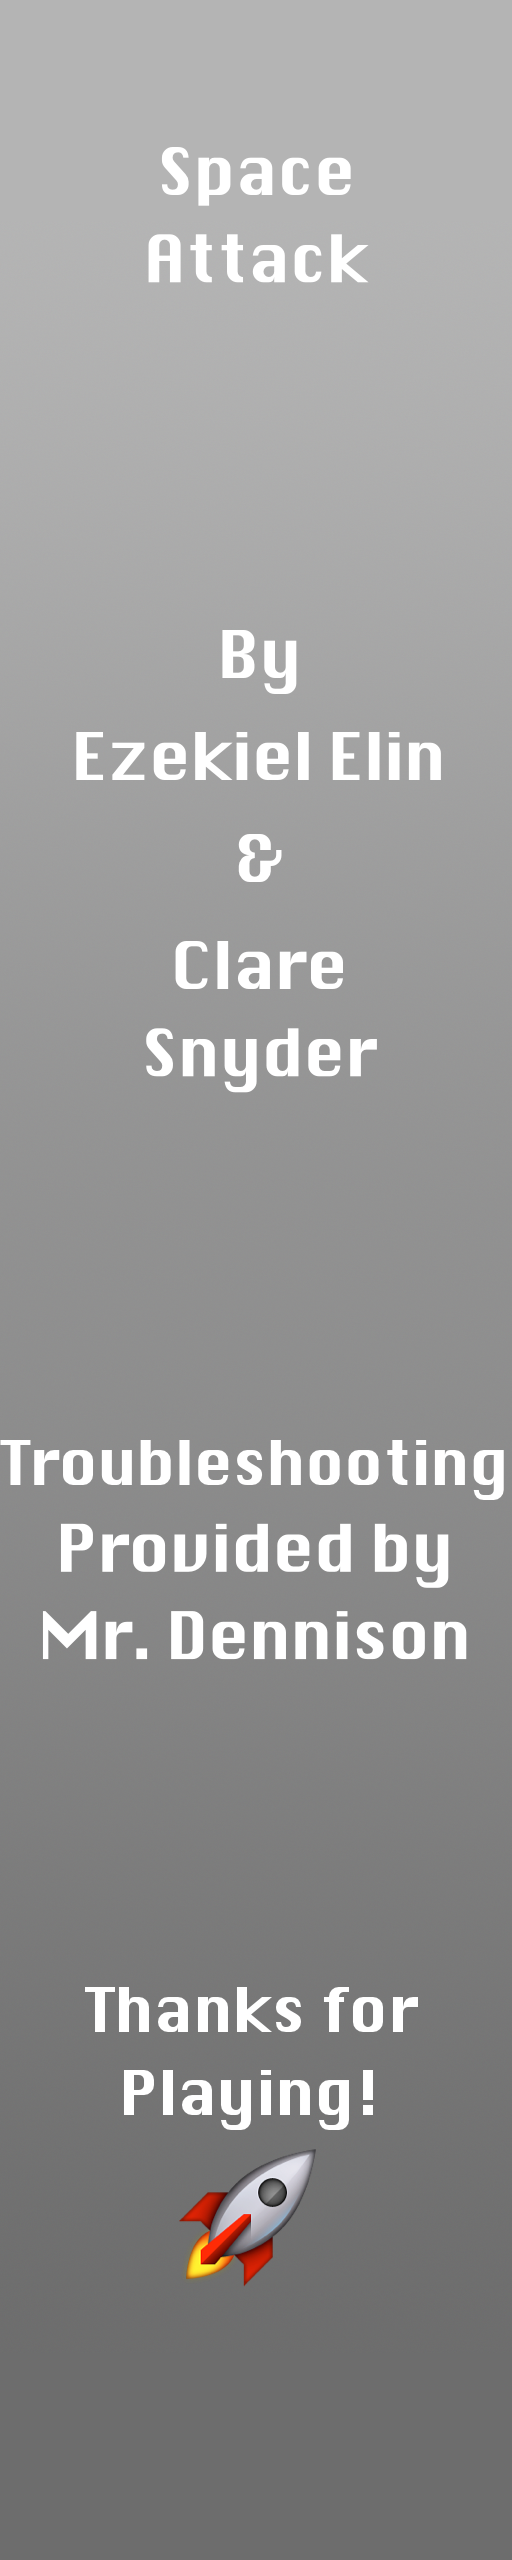 Space
Attack
By
Ezekiel Elin
&
Clare
Snyder
Troubleshooting
Provided by
Mr. Dennison
Thanks for
Playing!